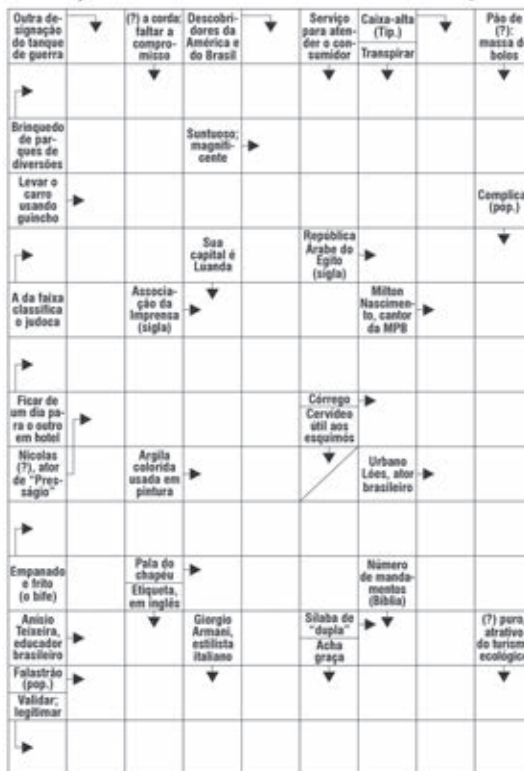 Outra de-
signação
do tanque
de guerra
(?) a corda:
faltar a
compro-
misso
Descobri-
dores da
América e
do Brasil
Serviço
para aten-
der o con-
sumidor
Caixa-alta
(Tip.)
Transpirar
Pão de
(?):
massa de
bolos
Brinquedo
de par-
ques de
diversões
Suntuoso;
magnifi-
cente
Levar o
carro
usando
guincho
Complica
(pop.)
Sua
capital é
Luanda
República
Árabe do
Egito
(sigla)
A da faixa
classifica
o judoca
Associa-
ção da
Imprensa
(sigla)
Milton
Nascimen-
to, cantor
da MPB
Ficar de
um dia pa-
ra o outro
em hotel
Córrego
Cervídeo
útil aos
esquimós
Nicolas
(?), ator
de "Pres-
ságio"
Argila
colorida
usada em
pintura
Urbano
Lóes, ator
brasileiro
Empanado
e frito
(o bife)
Pala do
chapéu
Etiqueta,
em inglês
Número
de manda-
mentos
(Bíblia)
Anísio
Teixeira,
educador
brasileiro
Giorgio
Armani,
estilista
italiano
Sílaba de
"dupla"
Acha
graça
(?) puro,
atrativo
do turismo
ecológico
Falastrão
(pop.)
Validar;
legitimar